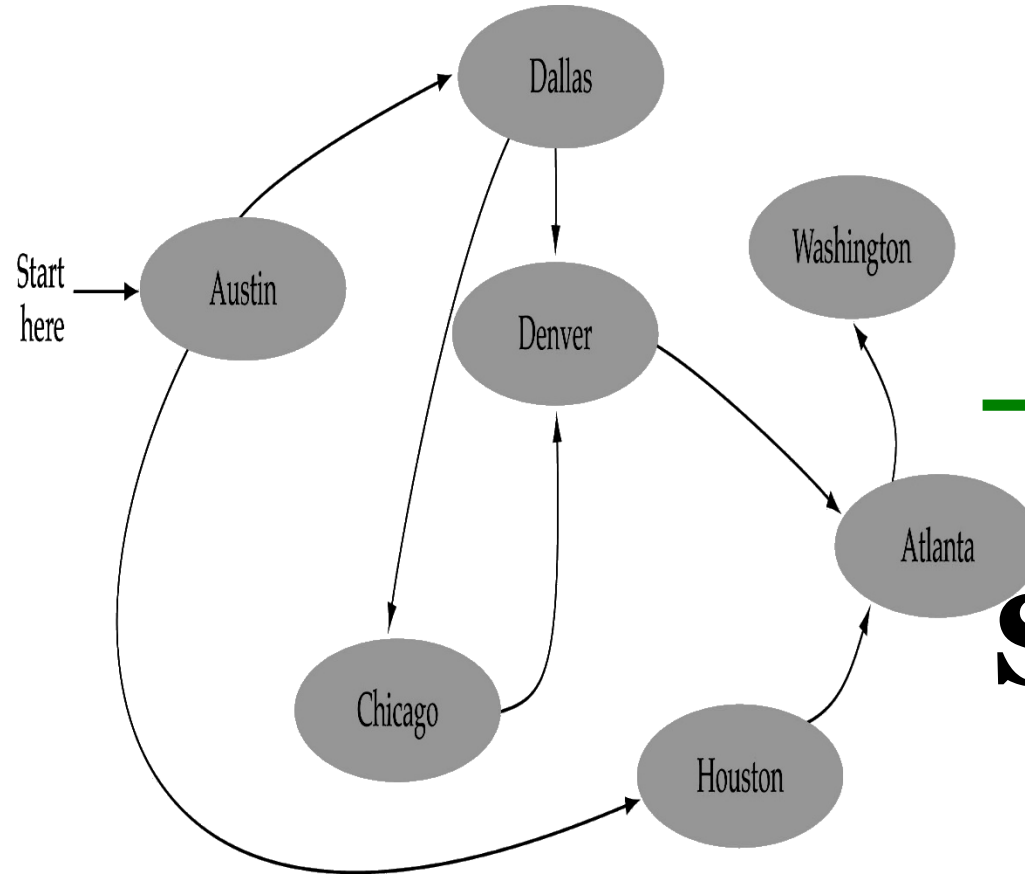 Dallas
Washington
Start
here
Austin
Denver
Atlanta
S
Chicago
Houston